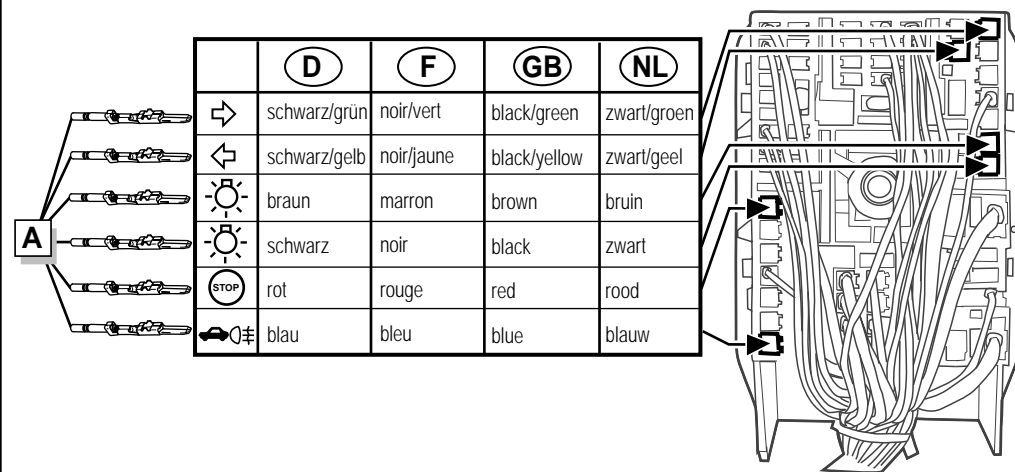 D F GB NL
schwarz/grün noir/vert black/green zwart/groen
schwarz/gelb noir/jaune black/yellow zwart/geel
braun marron brown bruin
A
schwarz noir black zwart
STOP rot rouge red rood
blau bleu blue blauw